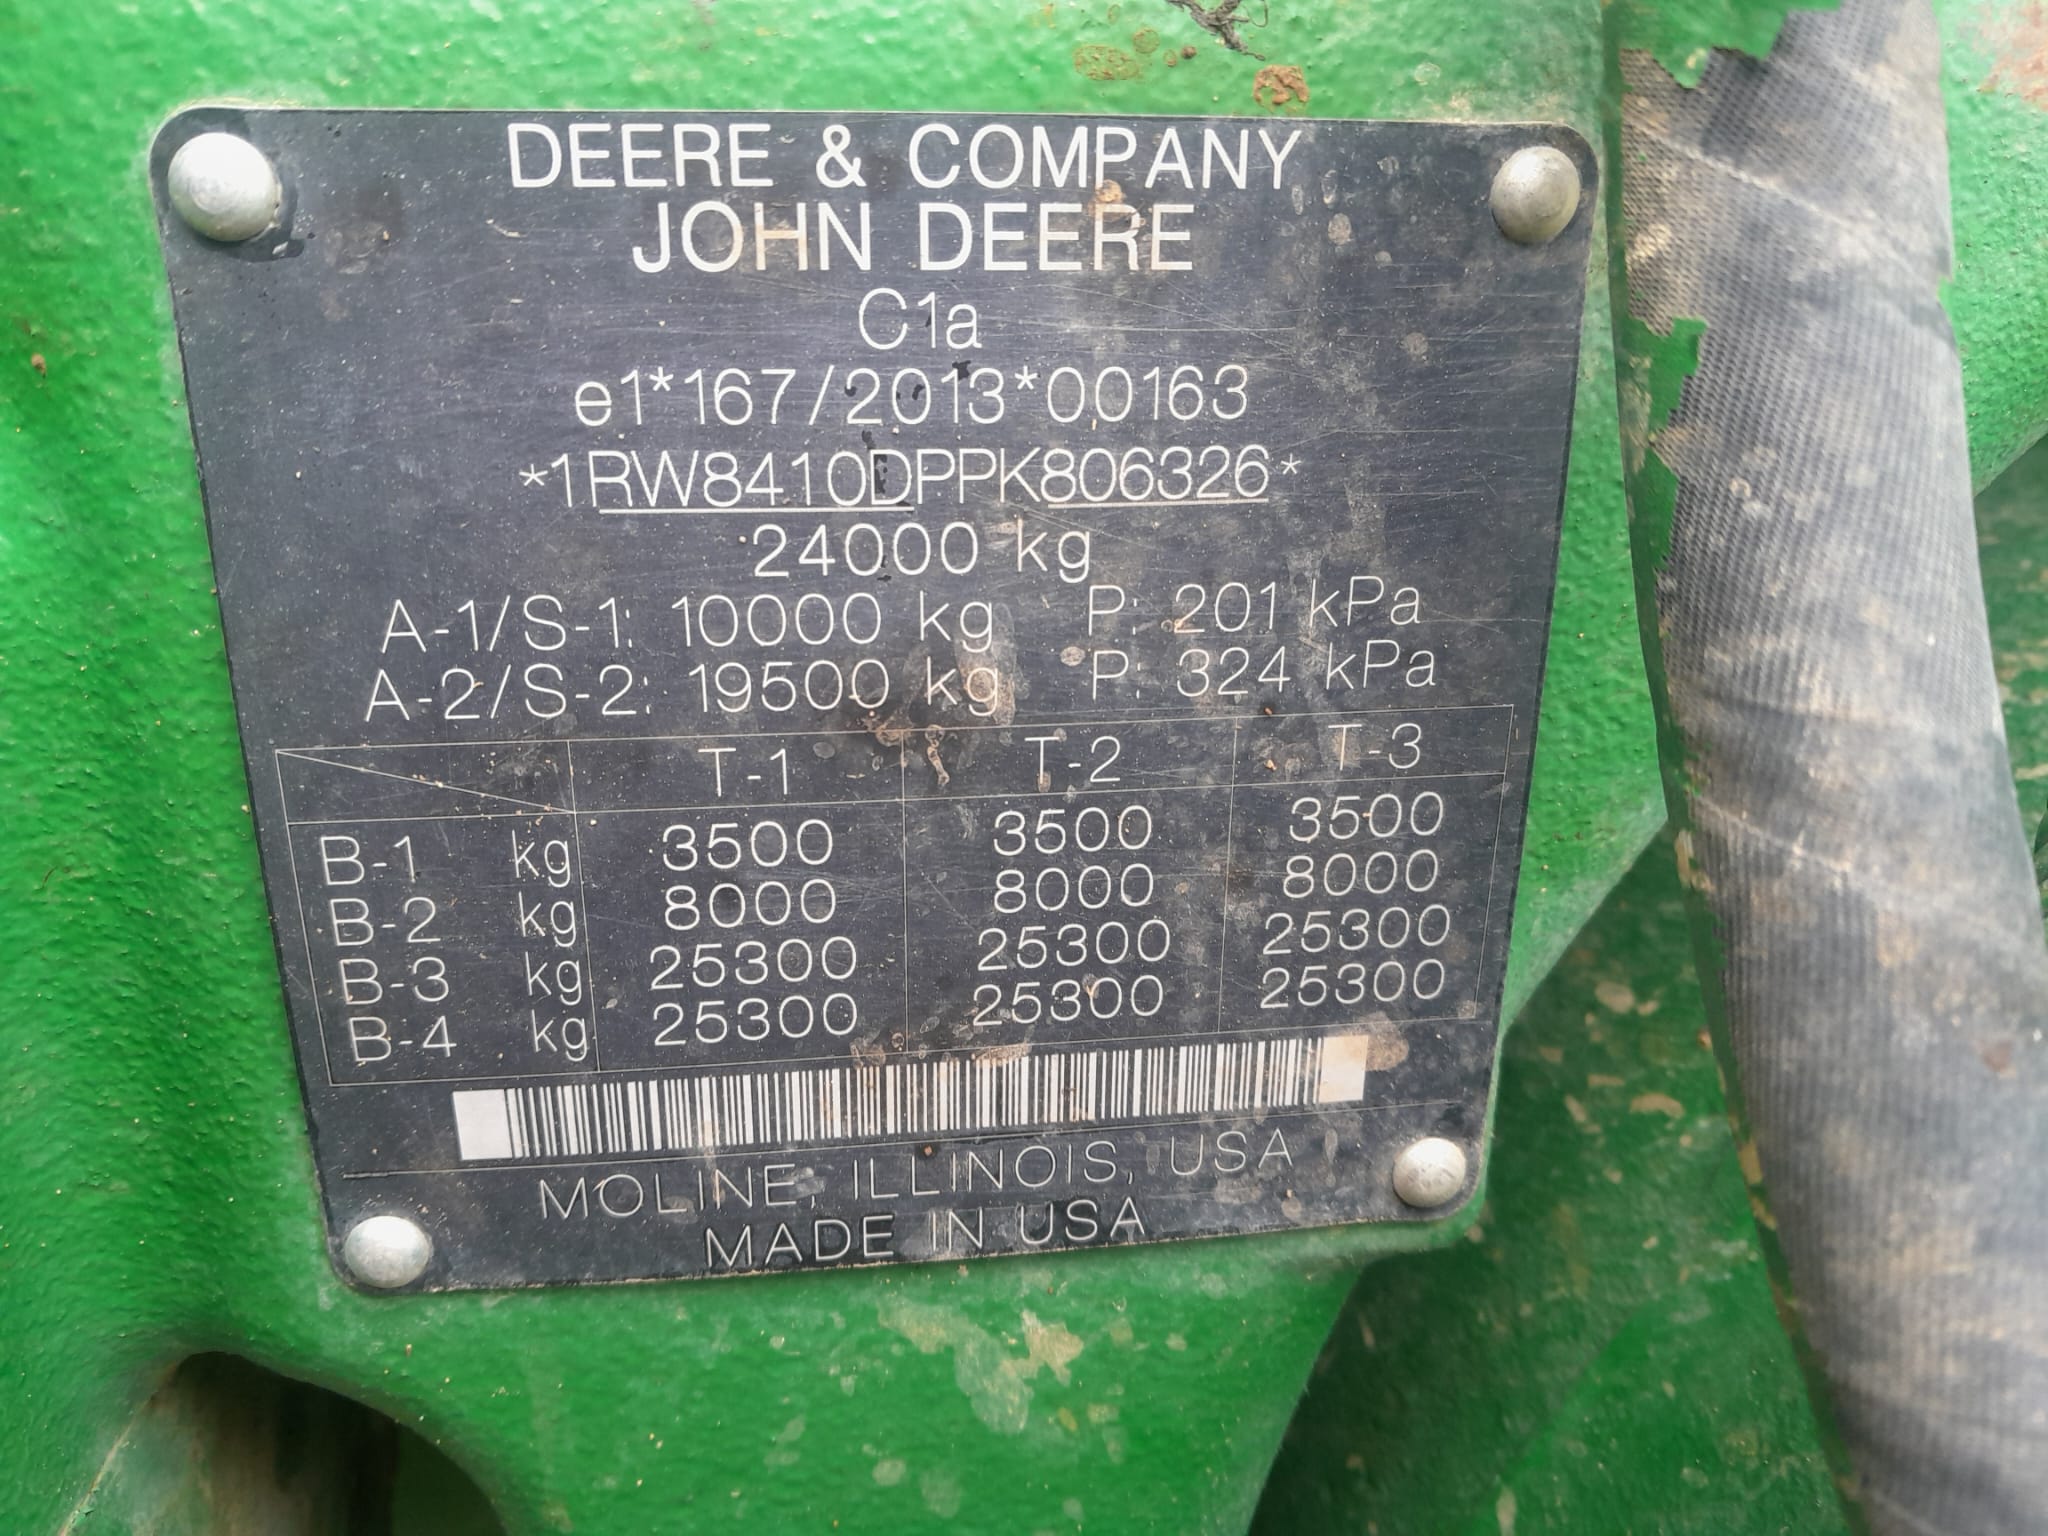 DEERE & COMPANY
JOHN DEERE
C1a
e1*167/2013*00163
*1RW8410DPPK806326*
24000 kg
A-1/S-1: 10000 kg P: 201 kPa
A-2/S-2: 19500 kg P: 324 kPa
T-1 T-2 T-3
B-1 kg 3500 3500 3500
B-2 kg 8000 8000 8000
B-3 kg 25300 25300 25300
B-4 kg 25300 25300 25300
MOLINE, ILLINOIS, USA
MADE IN USA